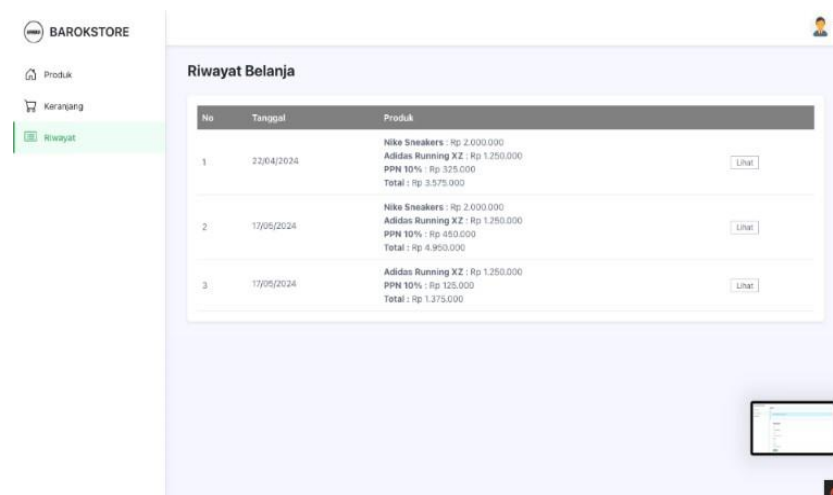 BAROKSTORE
Produk
Keranjang
Riwayat
Riwayat Belanja
No Tanggal Produk
1 22/04/2024 Nike Sneakers : Rp 2.000.000
Adidas Running XZ : Rp 1.250.000
PPN 10% : Rp 325.000
Total : Rp 3.575.000
Lihat
2 17/05/2024 Nike Sneakers : Rp 2.000.000
Adidas Running XZ : Rp 1.250.000
PPN 10% : Rp 450.000
Total : Rp 4.950.000
Lihat
3 17/05/2024 Adidas Running XZ : Rp 1.250.000
PPN 10% : Rp 125.000
Total : Rp 1.375.000
Lihat